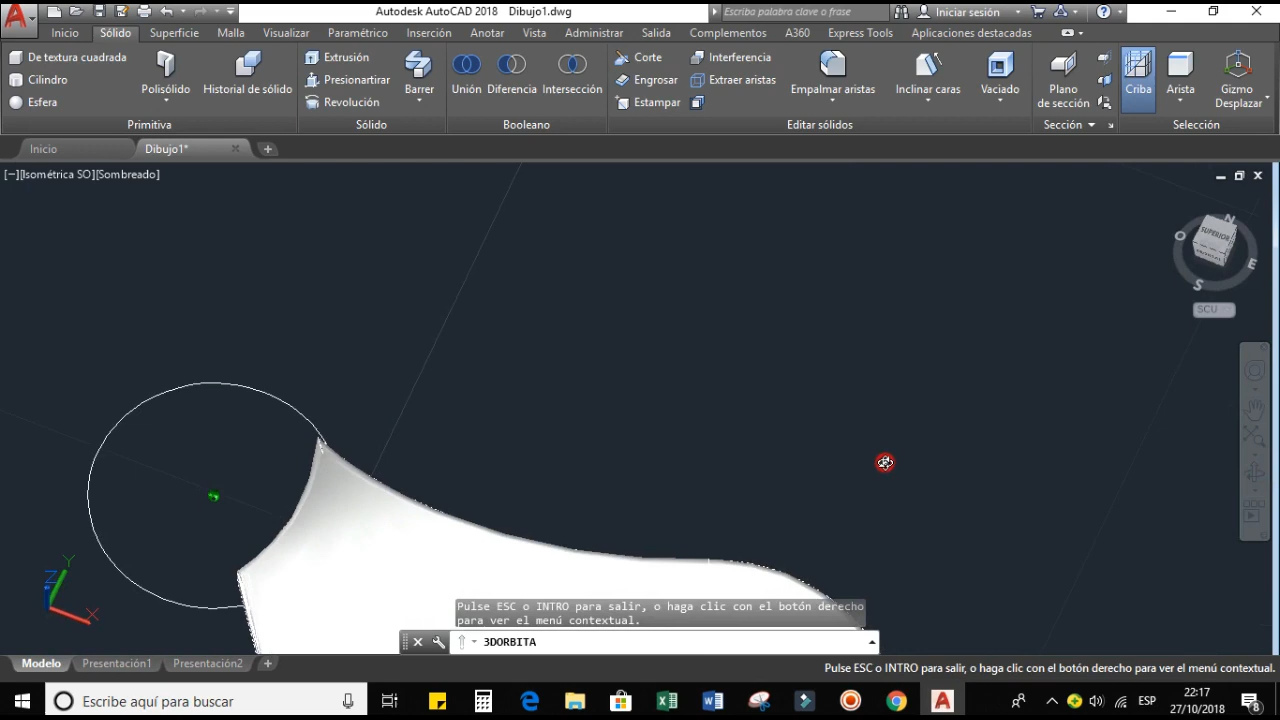 Autodesk AutoCAD 2018 Dibujo1.dwg
Escriba palabra clave o frase
Iniciar sesión
Inicio Sólido Superficie Malla Visualizar Paramétrico Inserción Anotar Vista Administrar Salida Complementos A360 Express Tools Aplicaciones destacadas
De textura cuadrada
Cilindro
Esfera
Polisólido
Historial de sólido
Primitiva
Extrusión
Presionartirar
Revolución
Barrer
Sólido
Unión Diferencia Intersección
Booleano
Corte
Engrosar
Estampar
Interferencia
Extraer aristas
Empalmar aristas
Inclinar caras
Vaciado
Editar sólidos
Plano
de sección
Sección
Criba
Arista
Gizmo
Desplazar
Selección
Inicio
Dibujo1*
[−][Isométrica SO][Sombreado]
N
O
SUPERIOR
E
S
SCU
Y
Z
X
Pulse ESC o INTRO para salir, o haga clic con el botón derecho
para ver el menú contextual.
3DORBITA
Modelo Presentación1 Presentación2
Pulse ESC o INTRO para salir, o haga clic con el botón derecho para ver el menú contextual.
Escribe aquí para buscar
ESP
22:17
27/10/2018
8